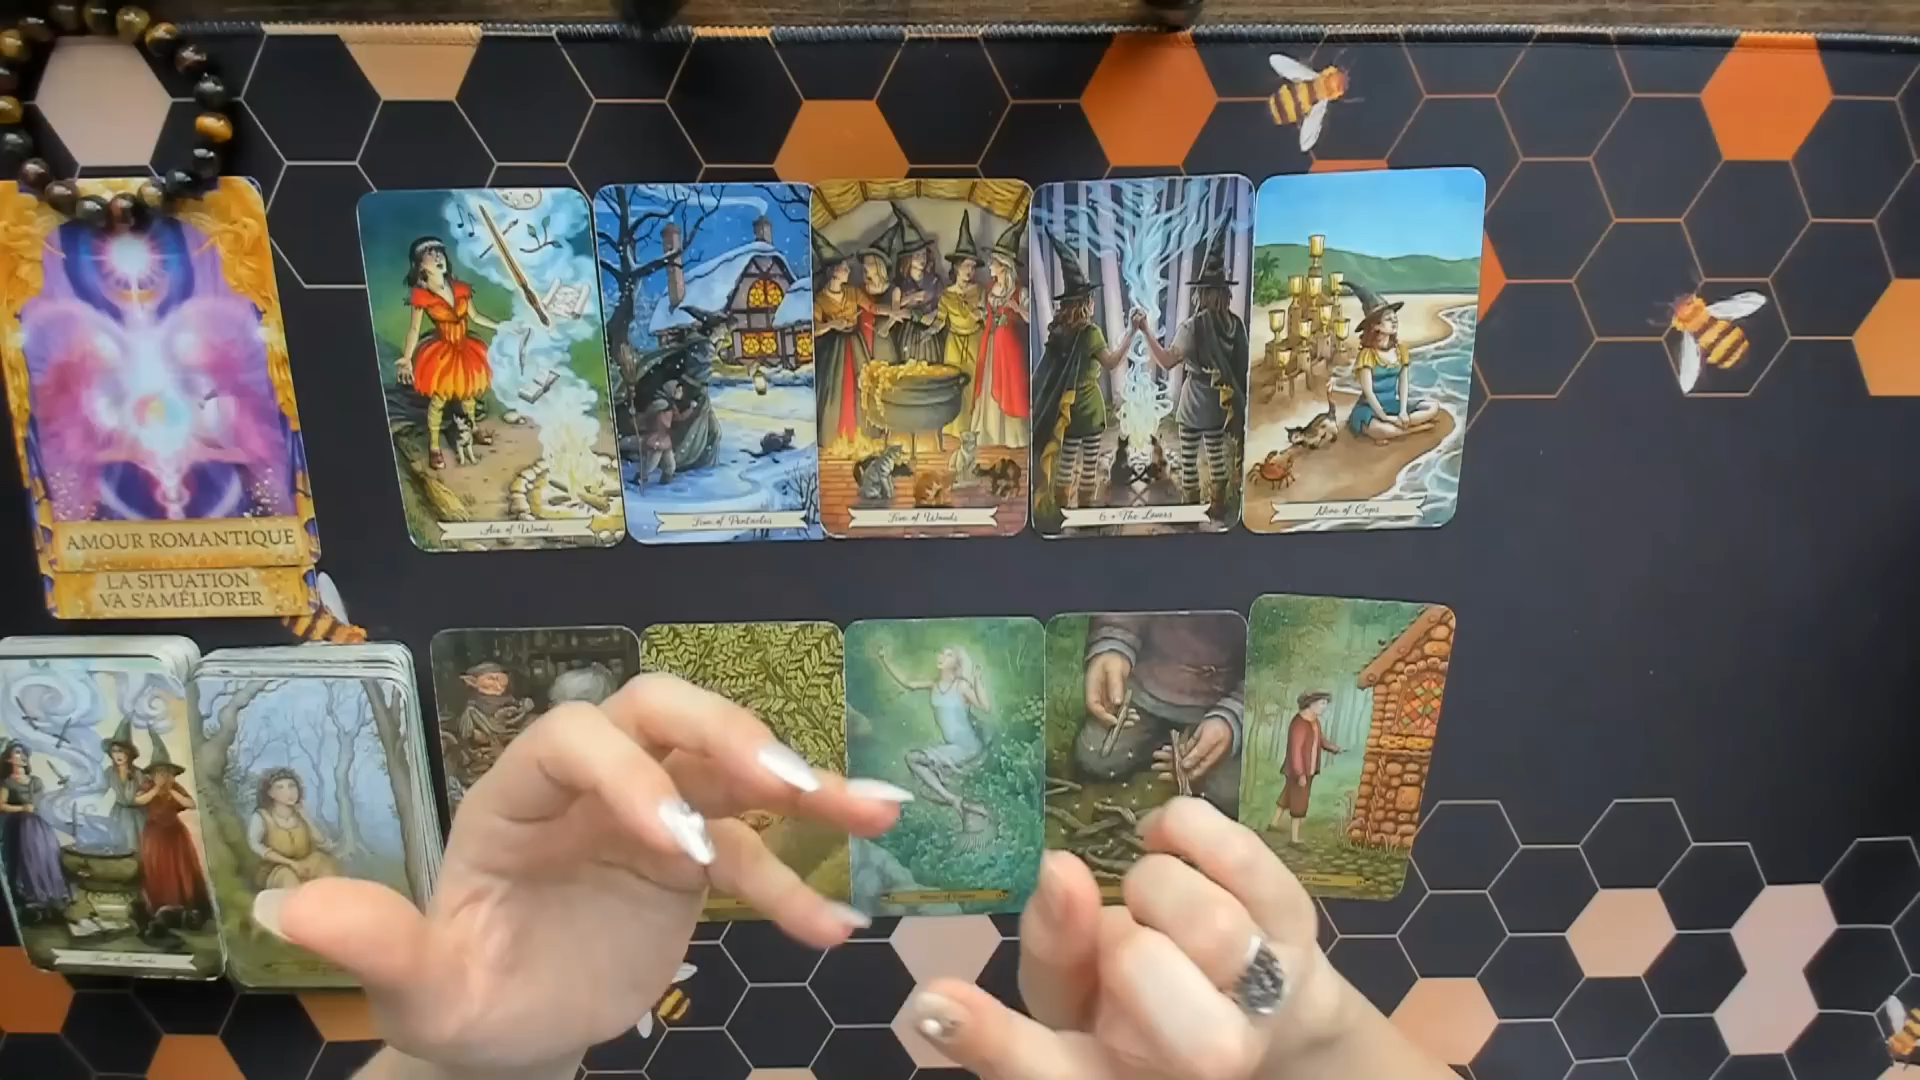 AMOUR ROMANTIQUE
LA SITUATION
VA S'AMÉLIORER
Ace of Wands
Five of Pentacles
Five of Wands
6 • The Lovers
Nine of Cups